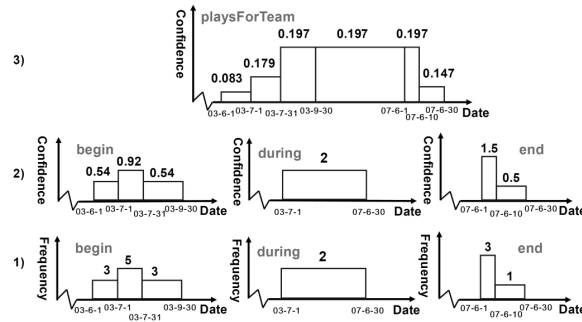 playsForTeam
3)
Confidence
0.083
0.179
0.197
0.197
0.197
0.147
03-6-1
03-7-1
03-7-31
03-9-30
07-6-1
07-6-10
07-6-30
Date
2)
Confidence
begin
0.54
0.92
0.54
03-6-1
03-7-1
03-7-31
03-9-30
Date
Confidence
during
2
03-7-1
07-6-30
Date
Confidence
end
1.5
0.5
07-6-1
07-6-10
07-6-30
Date
1)
Frequency
begin
3
5
3
03-6-1
03-7-1
03-7-31
03-9-30
Date
Frequency
during
2
03-7-1
07-6-30
Date
Frequency
end
3
1
07-6-1
07-6-10
07-6-30
Date